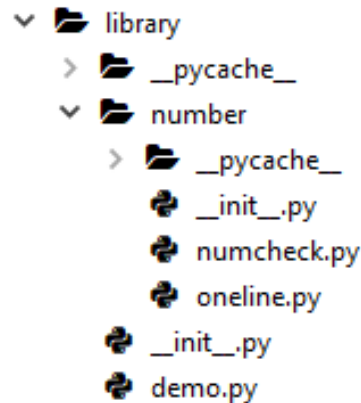 library
__pycache__
number
__pycache__
__init__.py
numcheck.py
oneline.py
__init__.py
demo.py